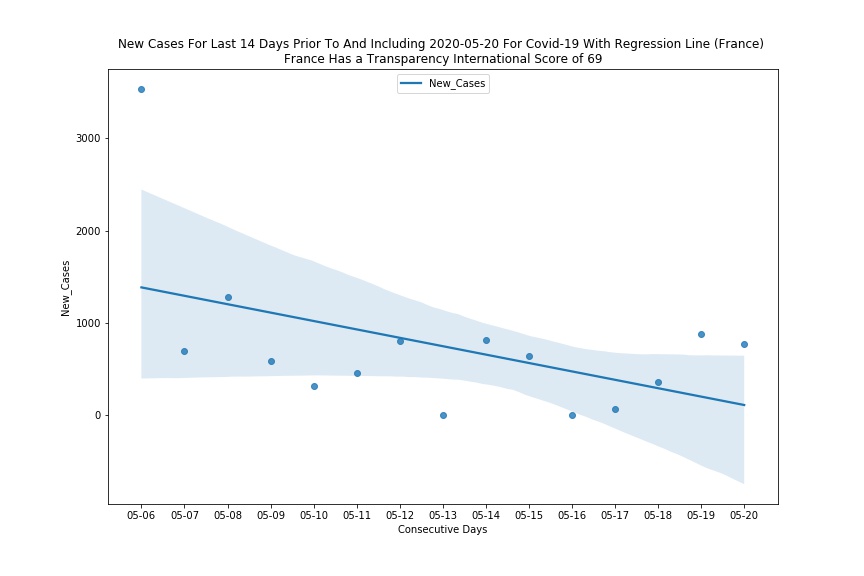 New Cases For Last 14 Days Prior To And Including 2020-05-20 For Covid-19 With Regression Line (France)
France Has a Transparency International Score of 69
New_Cases
3000
2000
1000
0
New_Cases
05-06 05-07 05-08 05-09 05-10 05-11 05-12 05-13 05-14 05-15 05-16 05-17 05-18 05-19 05-20
Consecutive Days